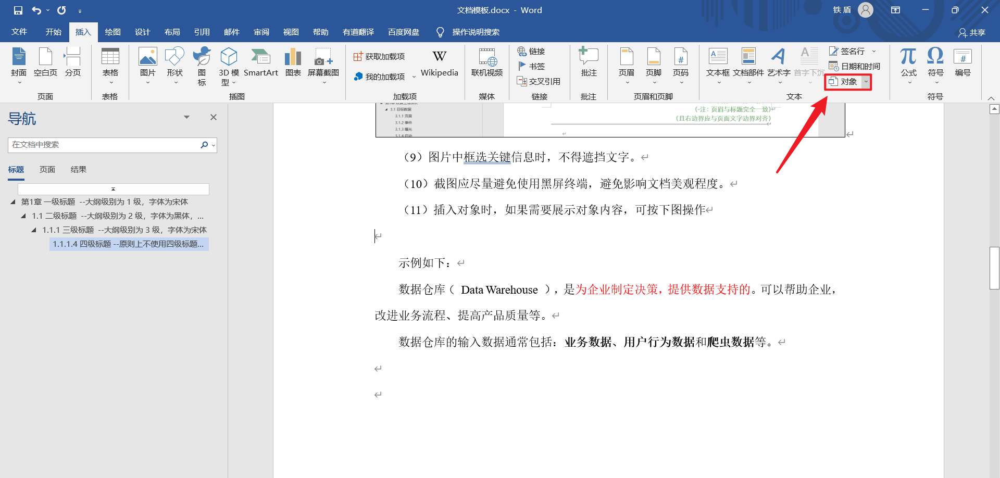 文档模板.docx - Word
铁 盾
文件 开始 插入 绘图 设计 布局 引用 邮件 审阅 视图 帮助 有道翻译 百度网盘 操作说明搜索 共享
封面 空白页 分页
页面
表格
表格
图片 形状 图标 3D 模型 SmartArt 图表 屏幕截图
插图
获取加载项
我的加载项
Wikipedia
加载项
联机视频
媒体
链接
书签
交叉引用
链接
批注
批注
页眉 页脚 页码
页眉和页脚
文本框 文档部件 艺术字 首字下沉
签名行
日期和时间
对象
文本
公式 符号 编号
符号
导航
在文档中搜索
标题 页面 结果
第1章 一级标题 --大纲级别为 1 级，字体为宋体
1.1 二级标题 --大纲级别为 2 级，字体为黑体，...
1.1.1 三级标题 --大纲级别为 3 级，字体为宋体
1.1.1.4 四级标题 --原则上不使用四级标题...
3.1 目标数据
3.1.1 页面
3.1.2 事件
3.1.3 曝光
3.1.4 启动
（-注：页眉与标题完全一致）
（且右边界应与页面文字边界对齐）
（9）图片中框选关键信息时，不得遮挡文字。
（10）截图应尽量避免使用黑屏终端，避免影响文档美观程度。
（11）插入对象时，如果需要展示对象内容，可按下图操作
示例如下：
数据仓库（ Data Warehouse ），是为企业制定决策，提供数据支持的。可以帮助企业，
改进业务流程、提高产品质量等。
数据仓库的输入数据通常包括：业务数据、用户行为数据和爬虫数据等。